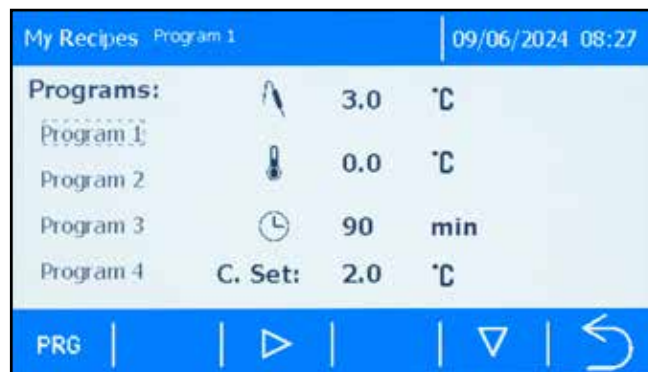 My Recipes Program 1 09/06/2024 08:27
Programs: 3.0 °C
Program 1
0.0 °C
Program 2
Program 3 90 min
Program 4 C. Set: 2.0 °C
PRG